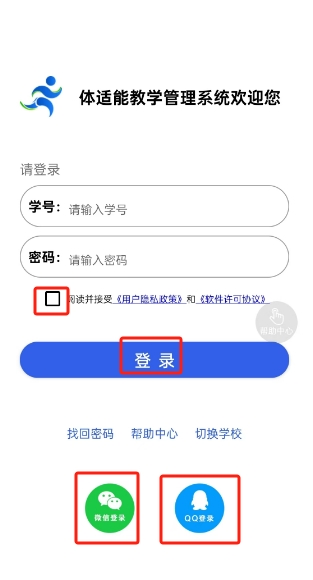 体适能教学管理系统欢迎您
请登录
学号： 请输入学号
密码： 请输入密码
阅读并接受《用户隐私政策》和《软件许可协议》
帮助中心
登 录
找回密码 帮助中心 切换学校
微信登录 QQ登录